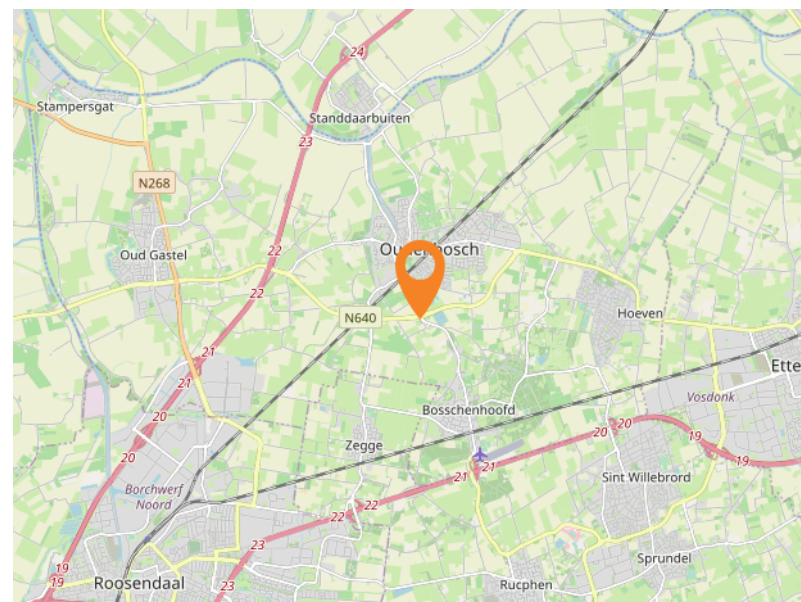 24
Stampersgat
Standdaarbuiten
23
N268
Oud Gastel
22
22
N640
Hoeven
21
21
Ette
Vosdonk
20
Bosschenhoofd
20
20
19
20
Zegge
19
21
21
Borchwerf
Noord
Sint Willebrord
22
22
23
19
19
Roosendaal
23
Rucphen
Sprundel